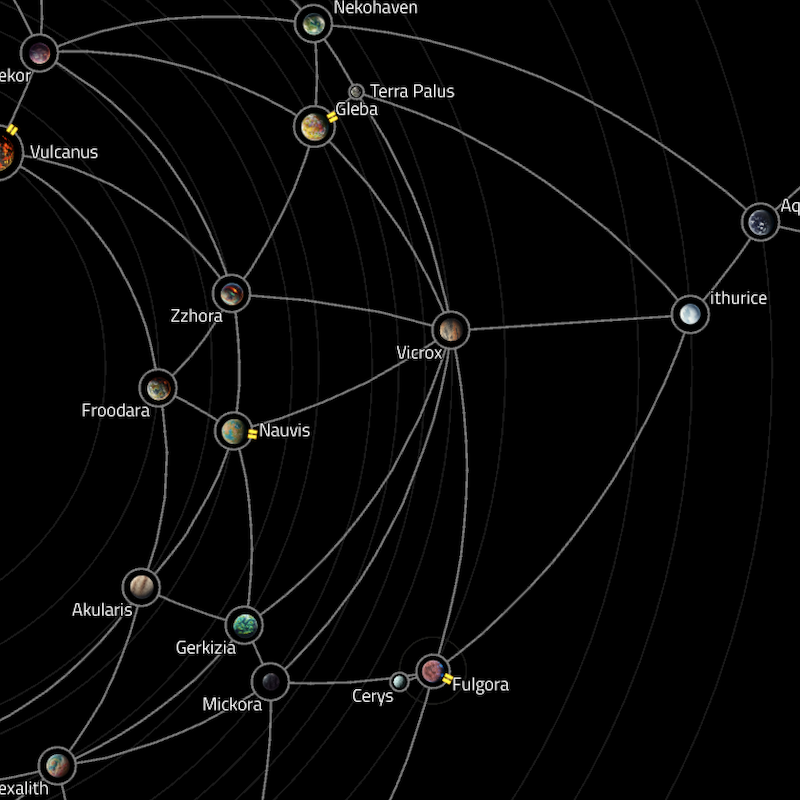 Nekohaven
ekor
Terra Palus
Gleba
Vulcanus
Aq
ithurice
Zzhora
Vicrox
Froodara
Nauvis
Akularis
Gerkizia
Mickora
Cerys
Fulgora
exalith